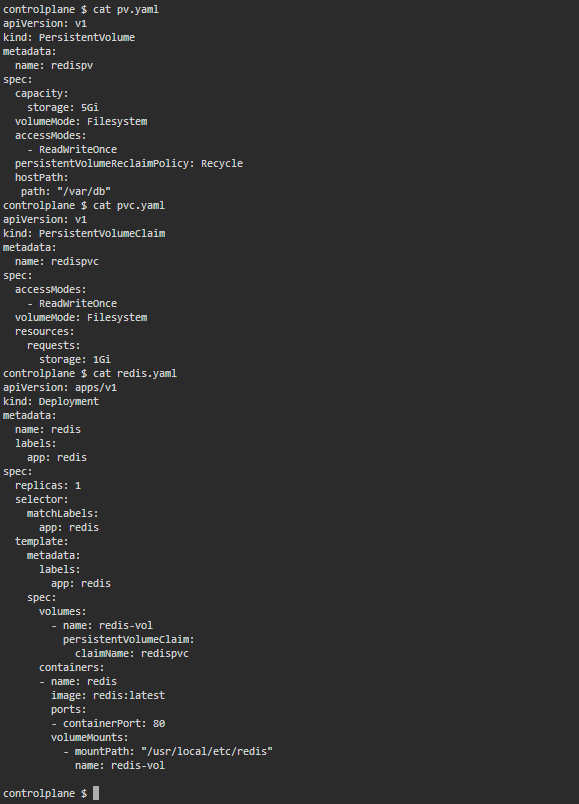 controlplane $ cat pv.yaml
apiVersion: v1
kind: PersistentVolume
metadata:
  name: redispv
spec:
  capacity:
    storage: 5Gi
  volumeMode: Filesystem
  accessModes:
    - ReadWriteOnce
  persistentVolumeReclaimPolicy: Recycle
  hostPath:
   path: "/var/db"
controlplane $ cat pvc.yaml
apiVersion: v1
kind: PersistentVolumeClaim
metadata:
  name: redispvc
spec:
  accessModes:
    - ReadWriteOnce
  volumeMode: Filesystem
  resources:
    requests:
      storage: 1Gi
controlplane $ cat redis.yaml
apiVersion: apps/v1
kind: Deployment
metadata:
  name: redis
  labels:
    app: redis
spec:
  replicas: 1
  selector:
    matchLabels:
      app: redis
  template:
    metadata:
      labels:
        app: redis
    spec:
      volumes:
        - name: redis-vol
          persistentVolumeClaim:
            claimName: redispvc
      containers:
      - name: redis
        image: redis:latest
        ports:
        - containerPort: 80
        volumeMounts:
          - mountPath: "/usr/local/etc/redis"
            name: redis-vol

controlplane $